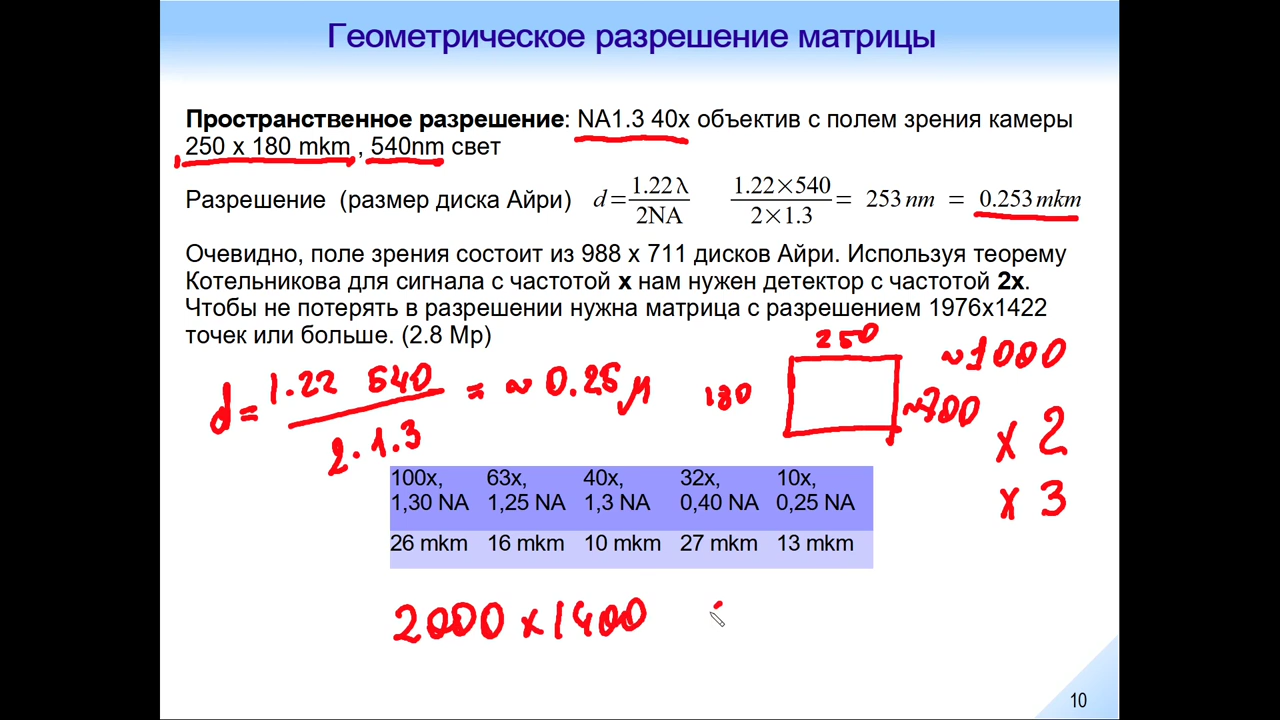 Геометрическое разрешение матрицы
Пространственное разрешение: NA1.3 40x объектив с полем зрения камеры
250 x 180 mkm , 540nm свет
Разрешение (размер диска Айри) d = 1.22λ / 2NA 1.22×540 / 2×1.3 = 253 nm = 0.253 mkm
Очевидно, поле зрения состоит из 988 x 711 дисков Айри. Используя теорему
Котельникова для сигнала с частотой x нам нужен детектор с частотой 2x.
Чтобы не потерять в разрешении нужна матрица с разрешением 1976x1422
точек или больше. (2.8 Mp)
250
~1000
d = 1.22 540 / 2·1.3 = ~ 0.25 μ
180
~700
x 2
x 3
100x, 63x, 40x, 32x, 10x,
1,30 NA 1,25 NA 1,3 NA 0,40 NA 0,25 NA
26 mkm 16 mkm 10 mkm 27 mkm 13 mkm
2000 x 1400
10